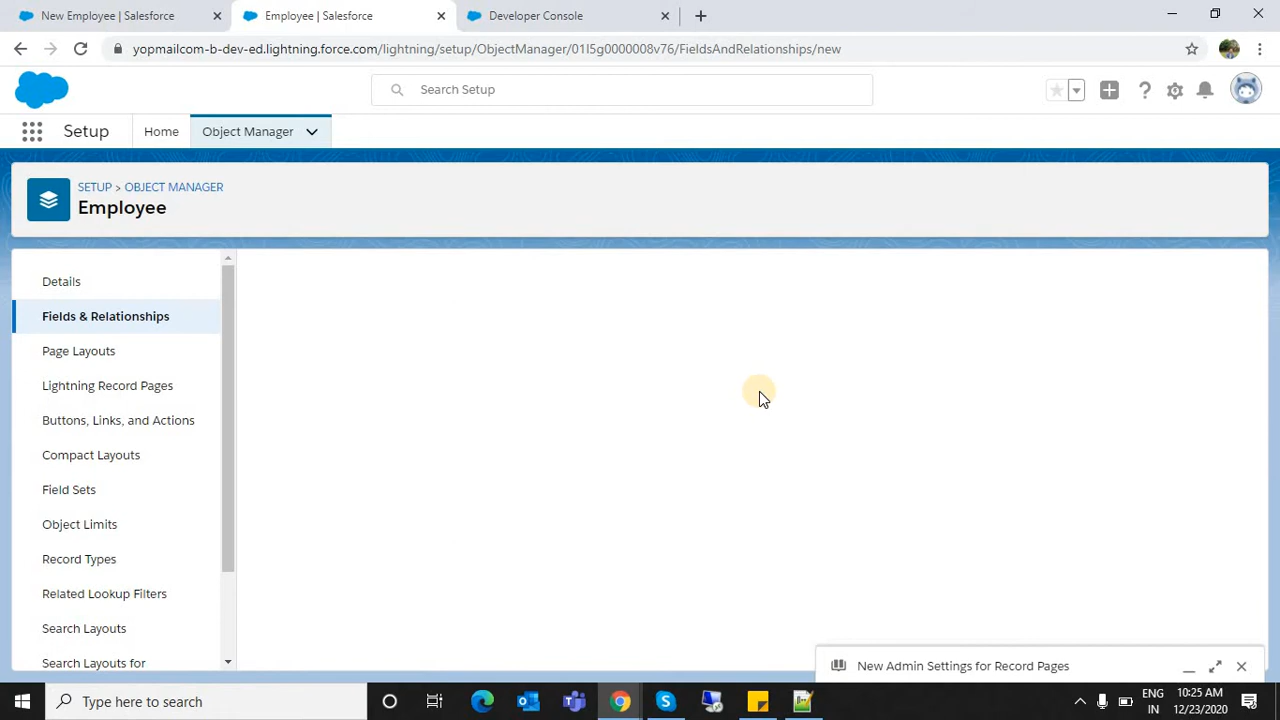 New Employee | Salesforce
Employee | Salesforce
Developer Console
yopmailcom-b-dev-ed.lightning.force.com/lightning/setup/ObjectManager/01I5g0000008v76/FieldsAndRelationships/new
Search Setup
Setup
Home
Object Manager
SETUP > OBJECT MANAGER
Employee
Details
Fields & Relationships
Page Layouts
Lightning Record Pages
Buttons, Links, and Actions
Compact Layouts
Field Sets
Object Limits
Record Types
Related Lookup Filters
Search Layouts
Search Layouts for
New Admin Settings for Record Pages
Type here to search
ENG
IN
10:25 AM
12/23/2020